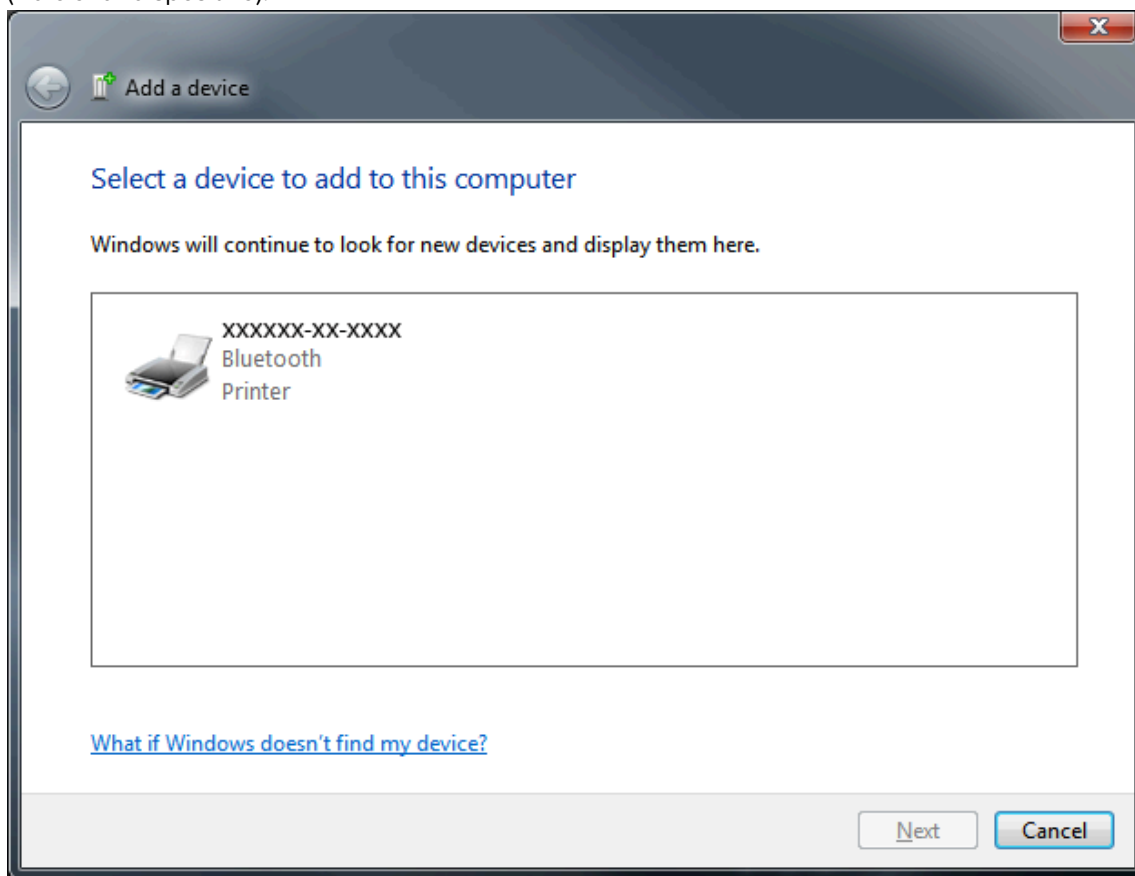 Add a device
Select a device to add to this computer
Windows will continue to look for new devices and display them here.
XXXXXX-XX-XXXX
Bluetooth
Printer
What if Windows doesn't find my device?
Next
Cancel